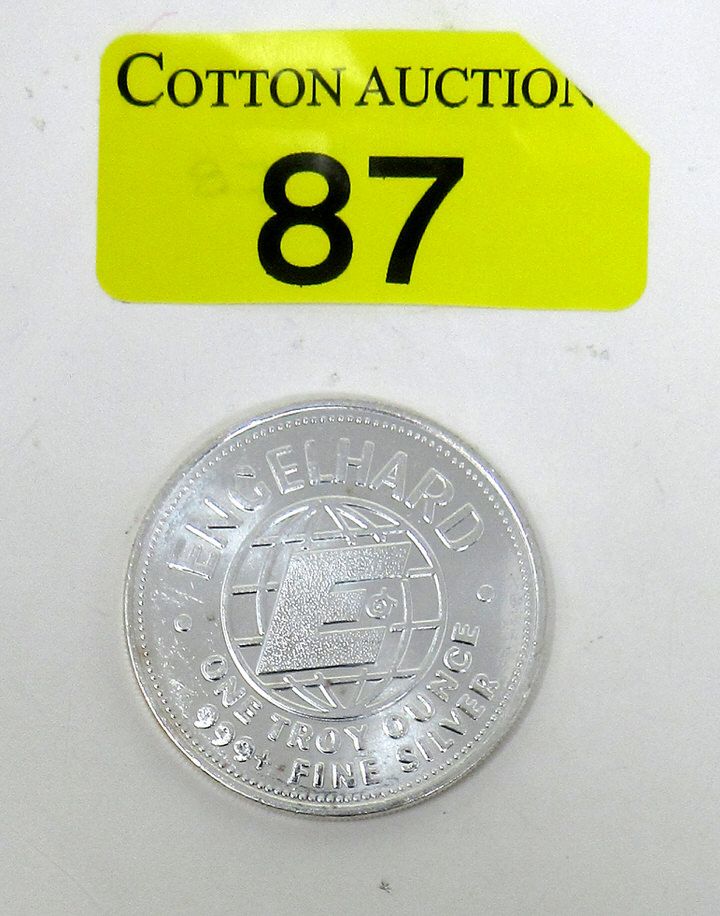 COTTON AUCTION
87
ENGELHARD
E
ONE TROY OUNCE
999+ FINE SILVER